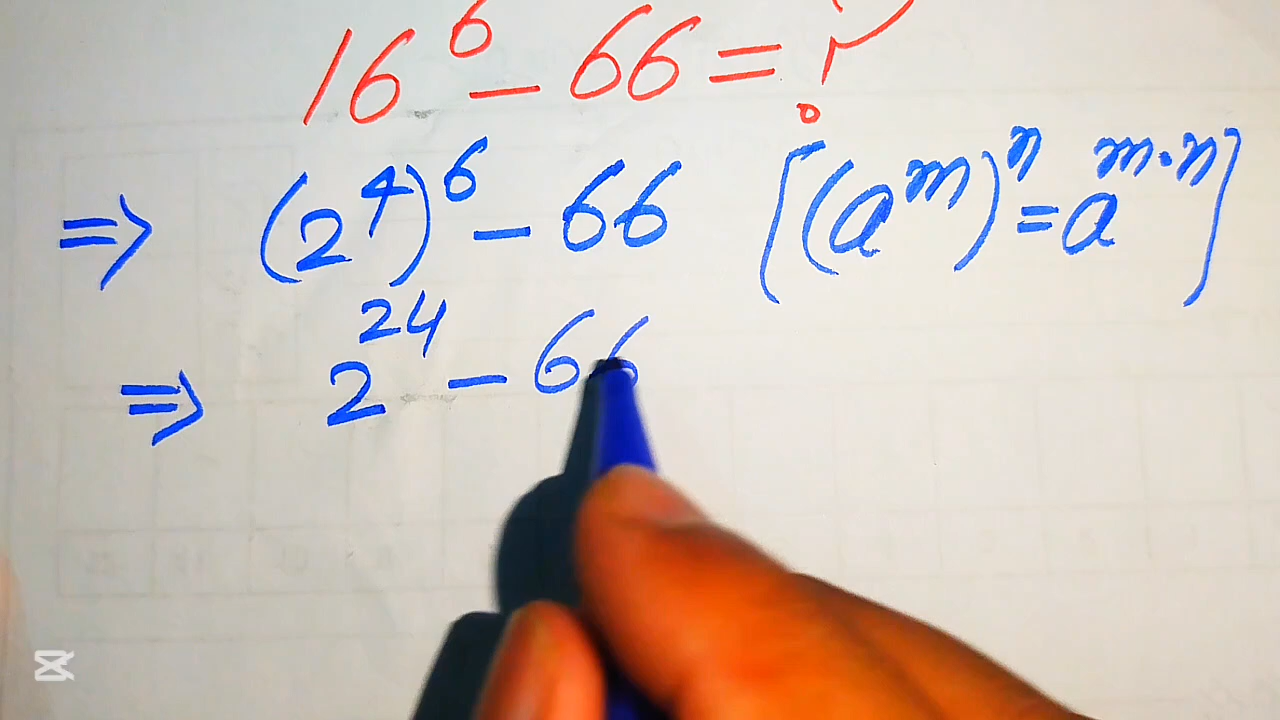 16^6 - 66 = ?
=> (2^4)^6 - 66 [(a^m)^n = a^{m·n}]
=> 2^24 - 66